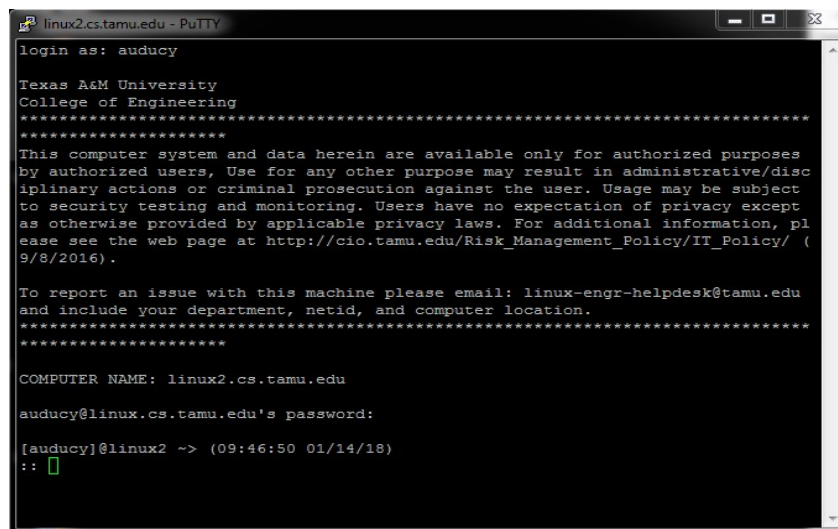 linux2.cs.tamu.edu - PuTTY
login as: auducy
Texas A&M University
College of Engineering
*******************************************************************************
*********************
This computer system and data herein are available only for authorized purposes
by authorized users, Use for any other purpose may result in administrative/disc
iplinary actions or criminal prosecution against the user. Usage may be subject
to security testing and monitoring. Users have no expectation of privacy except
as otherwise provided by applicable privacy laws. For additional information, pl
ease see the web page at http://cio.tamu.edu/Risk_Management_Policy/IT_Policy/ (
9/8/2016).
To report an issue with this machine please email: linux-engr-helpdesk@tamu.edu
and include your department, netid, and computer location.
*******************************************************************************
*********************
COMPUTER NAME: linux2.cs.tamu.edu
auducy@linux.cs.tamu.edu's password:
[auducy]@linux2 ~> (09:46:50 01/14/18)
::